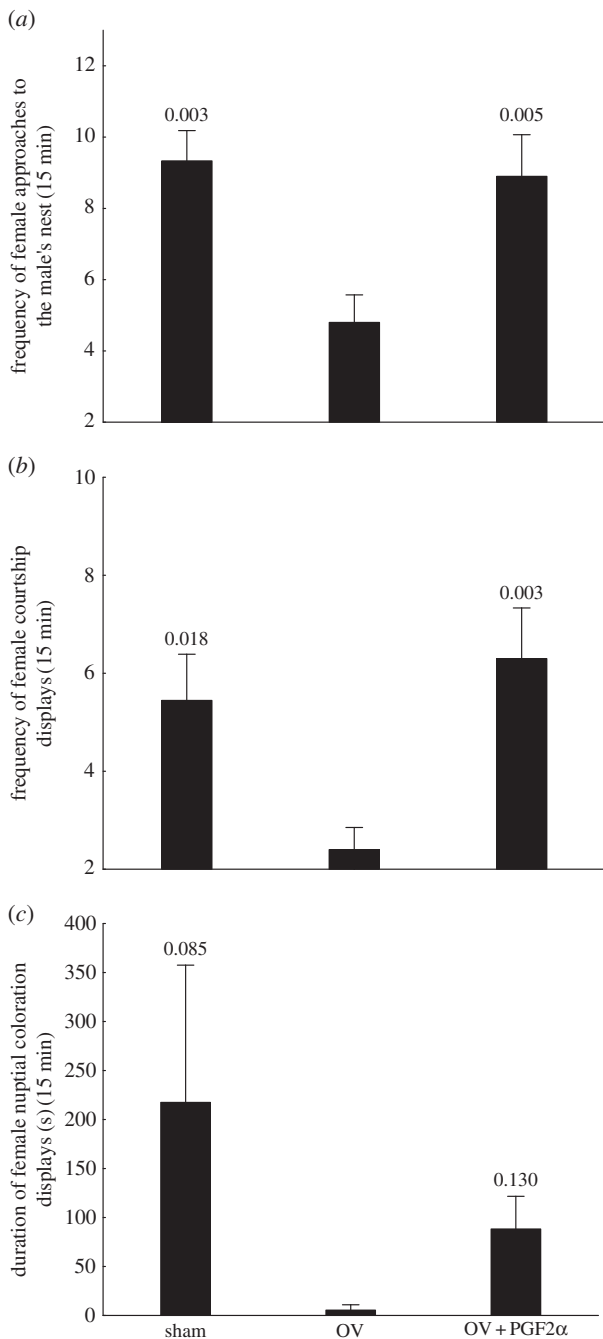 (a)
frequency of female approaches to
the male's nest (15 min)
12
10
8
6
4
2
0.003
0.005
(b)
frequency of female courtship
displays (15 min)
10
8
6
4
2
0.018
0.003
(c)
duration of female nuptial coloration
displays (s) (15 min)
400
350
300
250
200
150
100
50
0
0.085
0.130
sham
OV
OV + PGF2α